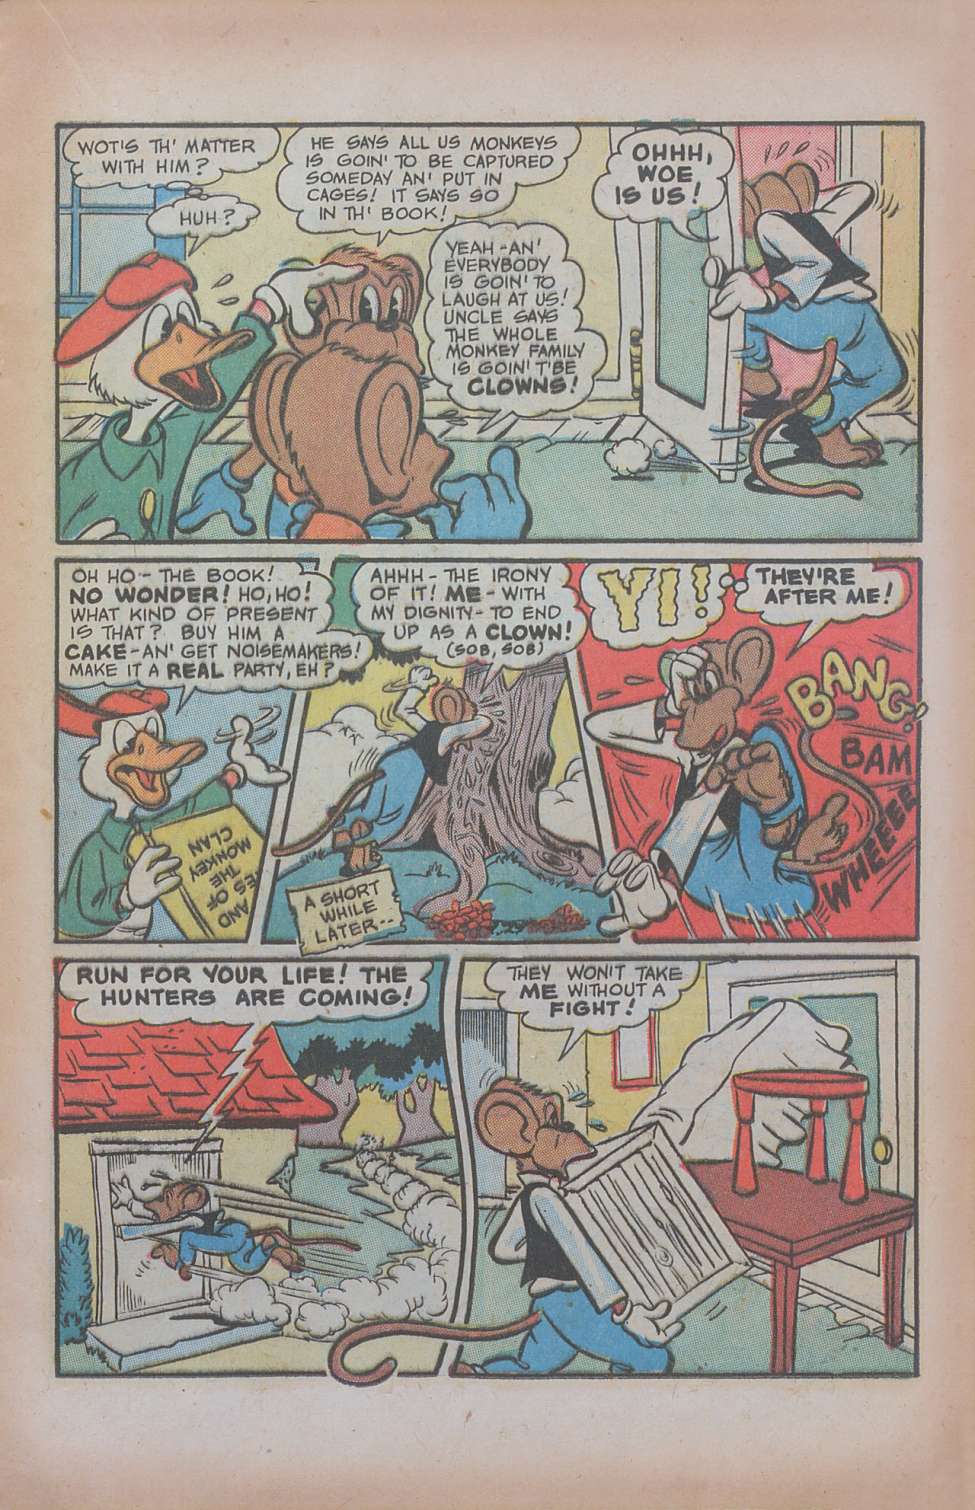 WOT'S TH' MATTER
WITH HIM?
HUH?
HE SAYS ALL US MONKEYS
IS GOIN' TO BE CAPTURED
SOMEDAY AN' PUT IN
CAGES! IT SAYS SO
IN TH' BOOK!
YEAH-AN'
EVERYBODY
IS GOIN' TO
LAUGH AT US!
UNCLE SAYS
THE WHOLE
MONKEY FAMILY
IS GOIN' T'BE
CLOWNS!
OHHH,
WOE
IS US!
OH HO-- THE BOOK!
NO WONDER! HO, HO!
WHAT KIND OF PRESENT
IS THAT? BUY HIM A
CAKE-AN' GET NOISEMAKERS!
MAKE IT A REAL PARTY, EH?
AND
ES OF
THE
MONKEY
CLAN
AHHH- THE IRONY
OF IT! ME-WITH
MY DIGNITY-TO END
UP AS A CLOWN!
(SOB, SOB)
A SHORT
WHILE
LATER--
YI!!
THEY'RE
AFTER ME!
BANG!
BAM
WHEEEE
RUN FOR YOUR LIFE! THE
HUNTERS ARE COMING!
THEY WON'T TAKE
ME WITHOUT A
FIGHT!